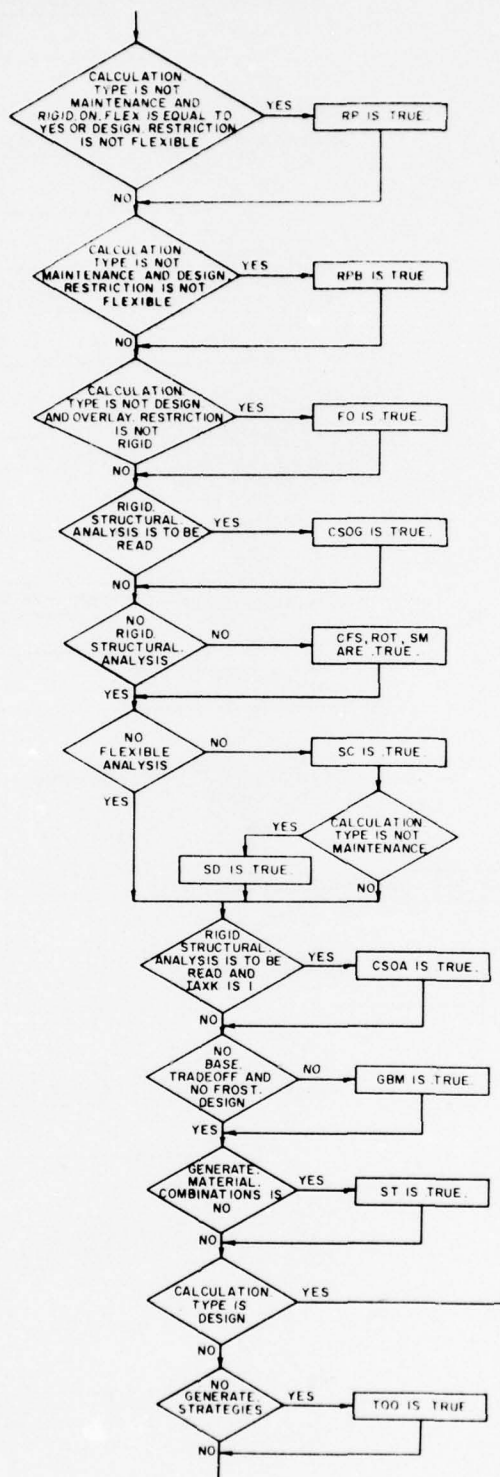 CALCULATION.
TYPE IS NOT
MAINTENANCE AND
RIGID. ON. FLEX IS EQUAL TO
YES OR DESIGN. RESTRICTION
IS NOT FLEXIBLE
YES
RP IS TRUE.
NO
CALCULATION.
TYPE IS NOT
MAINTENANCE AND DESIGN.
RESTRICTION IS NOT
FLEXIBLE
YES
RPB IS TRUE
NO
CALCULATION.
TYPE IS NOT DESIGN
AND OVERLAY. RESTRICTION
IS NOT
RIGID
YES
FO IS TRUE.
NO
RIGID.
STRUCTURAL.
ANALYSIS IS TO BE
READ
YES
CSOG IS TRUE.
NO
NO
RIGID.
STRUCTURAL.
ANALYSIS
NO
CFS, ROT, SM
ARE .TRUE.
YES
NO
FLEXIBLE
ANALYSIS
NO
SC IS .TRUE.
YES
CALCULATION.
TYPE IS NOT
MAINTENANCE
YES
SD IS TRUE.
NO
RIGID
STRUCTURAL.
ANALYSIS IS TO BE
READ AND
IAXK IS 1
YES
CSOA IS TRUE.
NO
NO
BASE.
TRADEOFF AND
NO FROST.
DESIGN
NO
GBM IS .TRUE.
YES
GENERATE.
MATERIAL.
COMBINATIONS IS
NO
YES
ST IS TRUE.
NO
CALCULATION.
TYPE IS
DESIGN
YES
NO
NO
GENERATE.
STRATEGIES
YES
TOO IS TRUE
NO